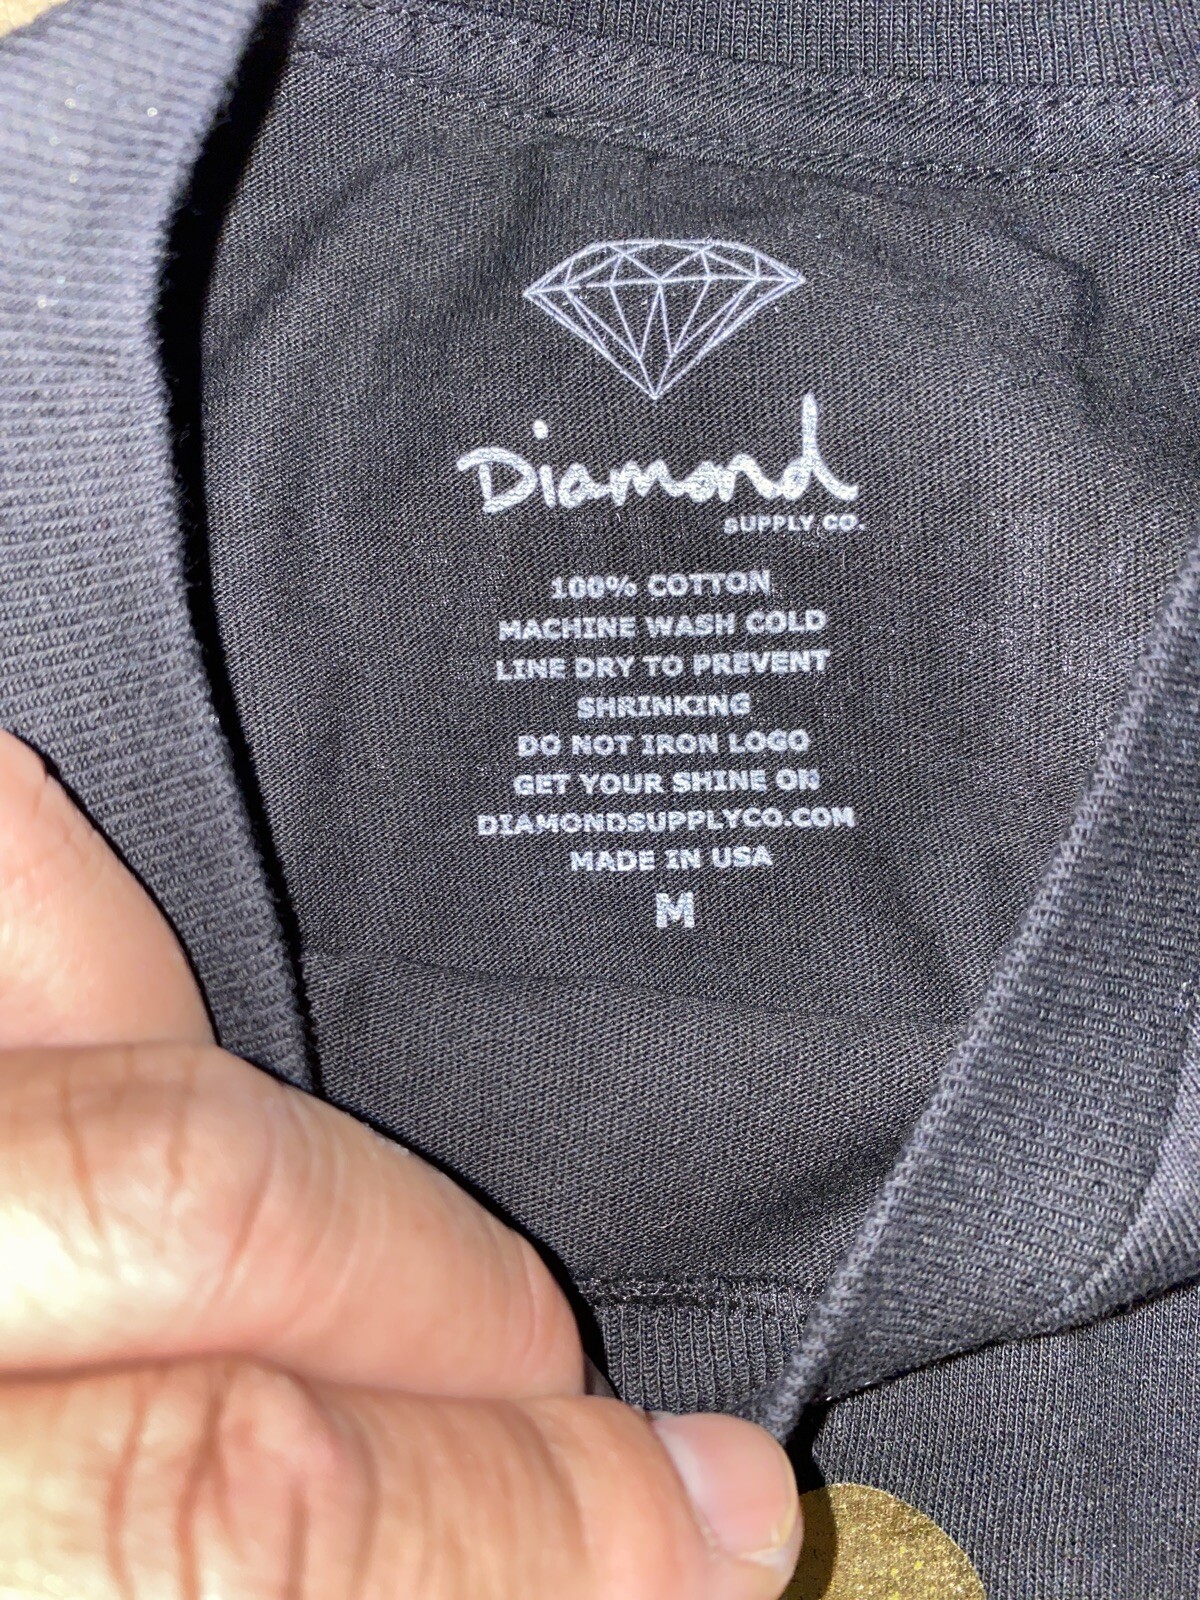 Diamond
SUPPLY CO.
100% COTTON
MACHINE WASH COLD
LINE DRY TO PREVENT
SHRINKING
DO NOT IRON LOGO
GET YOUR SHINE ON
DIAMONDSUPPLYCO.COM
MADE IN USA
M